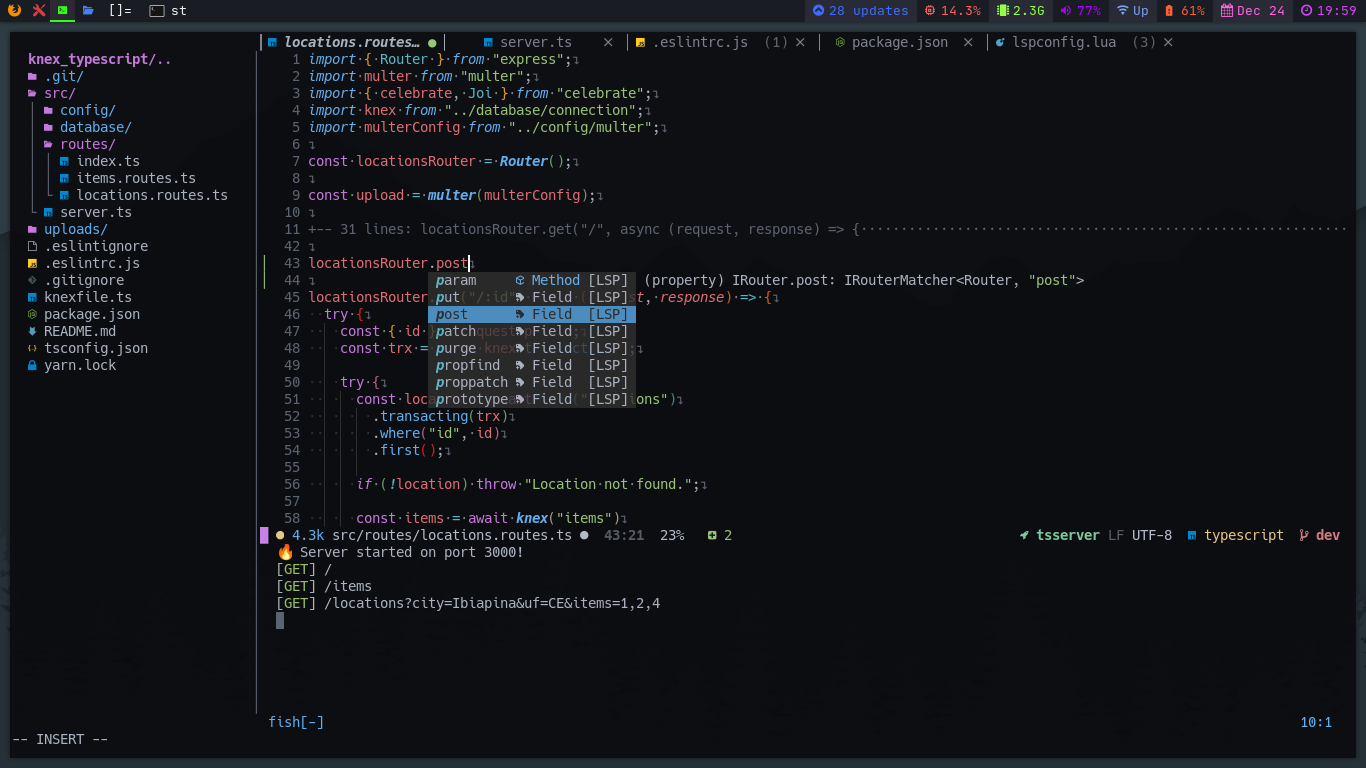 []= st 28 updates 14.3% 2.3G 77% Up 61% Dec 24 19:59
locations.routes… ● server.ts × .eslintrc.js (1) × package.json × lspconfig.lua (3) ×
knex_typescript/..
.git/
src/
config/
database/
routes/
index.ts
items.routes.ts
locations.routes.ts
server.ts
uploads/
.eslintignore
.eslintrc.js
.gitignore
knexfile.ts
package.json
README.md
tsconfig.json
yarn.lock
1 import·{·Router·}·from·"express";↴
2 import·multer·from·"multer";↴
3 import·{·celebrate,·Joi·}·from·"celebrate";↴
4 import·knex·from·"../database/connection";↴
5 import·multerConfig·from·"../config/multer";↴
6 ↴
7 const·locationsRouter·=·Router();↴
8 ↴
9 const·upload·=·multer(multerConfig);↴
10 ↴
11 +-- 31 lines: locationsRouter.get("/", async (request, response) => {
42 ↴
43 locationsRouter.post
44 ↴
param Method [LSP] (property) IRouter.post: IRouterMatcher<Router, "post">
put Field [LSP]
post Field [LSP]
patch Field [LSP]
purge Field [LSP]
propfind Field [LSP]
proppatch Field [LSP]
prototype Field [LSP]
45 locationsRouter ("/:id" ,·response)·=>·{↴
46 try·{↴
47 const·{·id·
48 const·trx·=
49
50 try·{↴
51 const· ons")↴
52 .transacting(trx)↴
53 .where("id",·id)↴
54 .first();↴
55
56 if·(!location)·throw·"Location·not·found.";↴
57
58 const·items·=·await·knex("items")↴
● 4.3k src/routes/locations.routes.ts ● 43:21 23% 2 tsserver LF UTF-8 typescript dev
🔥 Server started on port 3000!
[GET] /
[GET] /items
[GET] /locations?city=Ibiapina&uf=CE&items=1,2,4
fish[-] 10:1
-- INSERT --